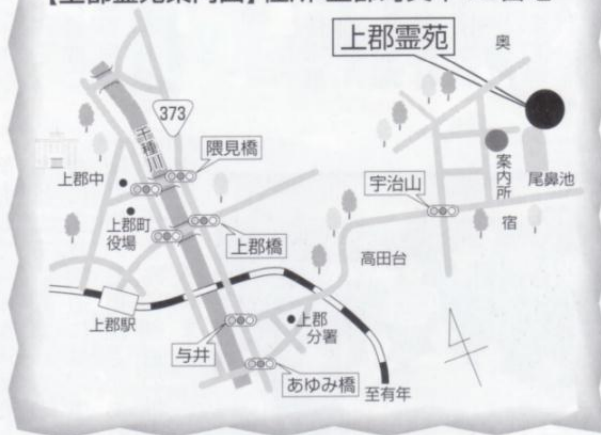 上郡霊苑
奥
373
千種川
隈見橋
上郡中
上郡町
役場
上郡橋
宇治山
案内所
尾鼻池
宿
高田台
上郡駅
上郡
分署
与井
あゆみ橋
至有年